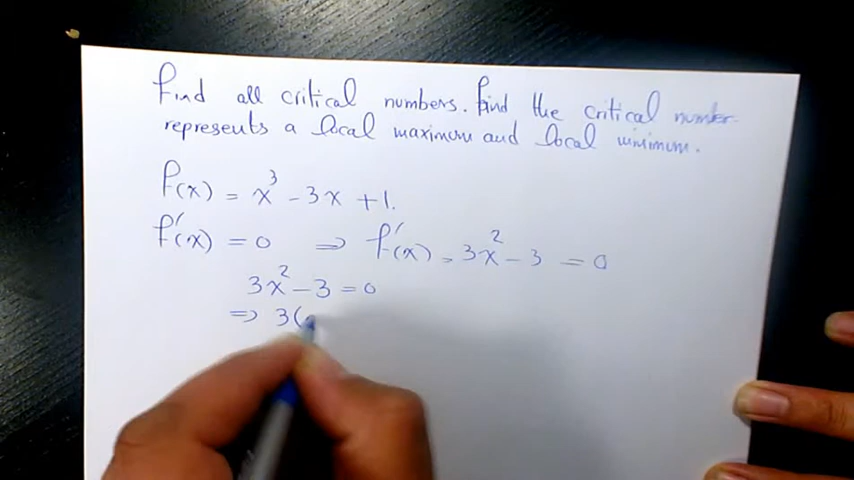 Find all critical numbers. Find the critical number
represents a local maximum and local minimum.
f(x) = x³ - 3x + 1.
f'(x) = 0 ⇒ f'(x) = 3x² - 3 = 0
3x² - 3 = 0
⇒ 3(